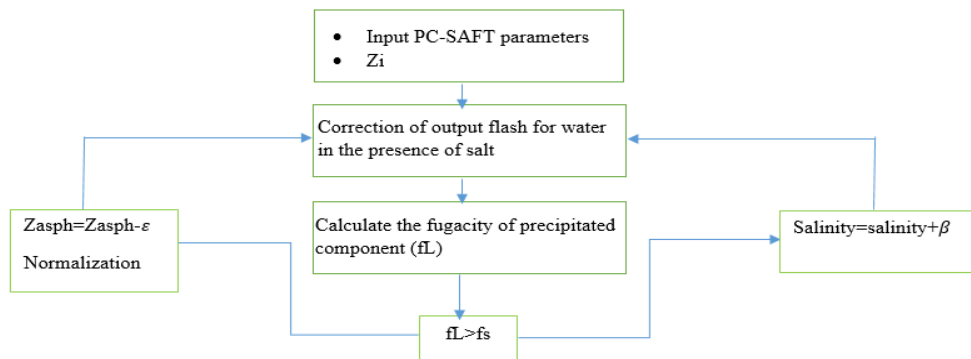 • Input PC-SAFT parameters
• Zi
Correction of output flash for water
in the presence of salt
Zasph=Zasph-ε
Normalization
Calculate the fugacity of precipitated
component (fL)
Salinity=salinity+β
fL>fs